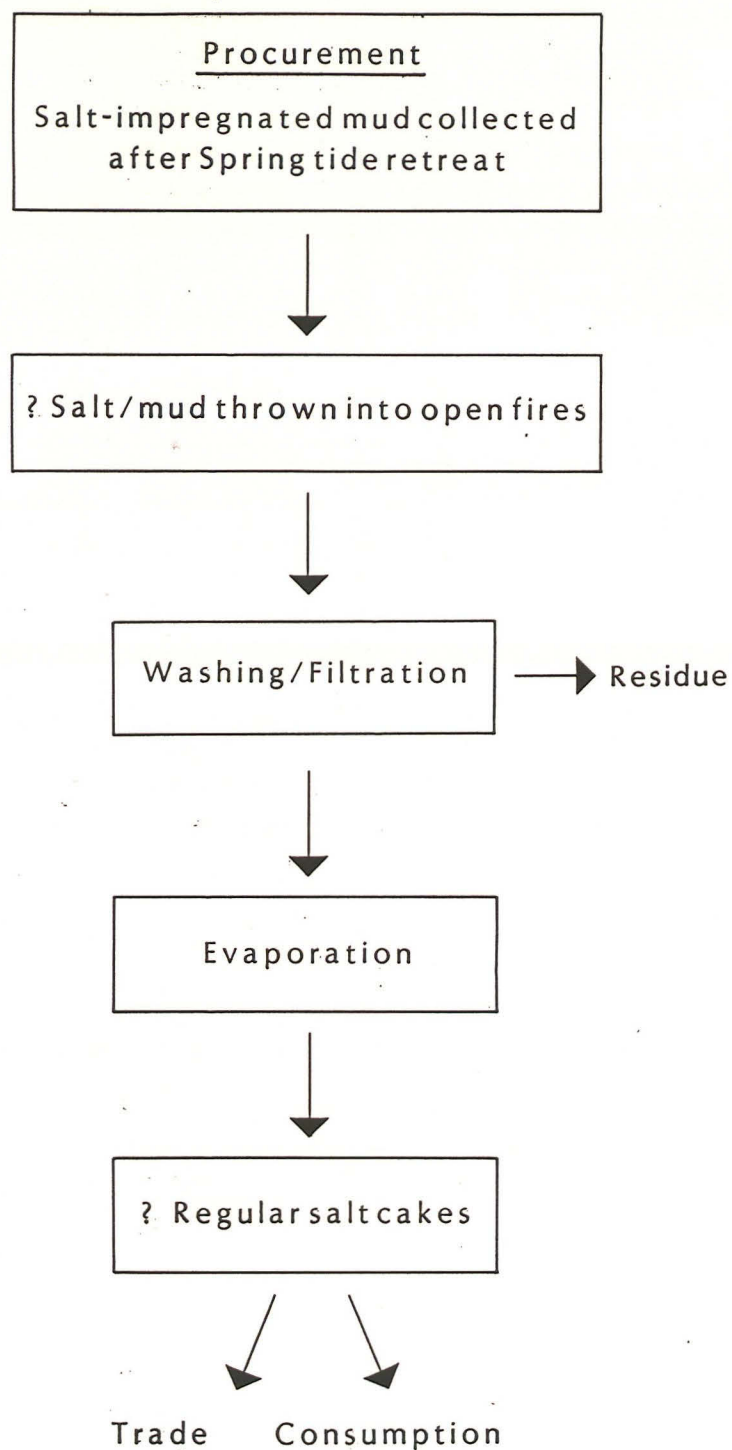 Procurement
Salt-impregnated mud collected
after Spring tide retreat
? Salt/mud thrown into open fires
Washing/Filtration
Residue
Evaporation
? Regular salt cakes
Trade Consumption